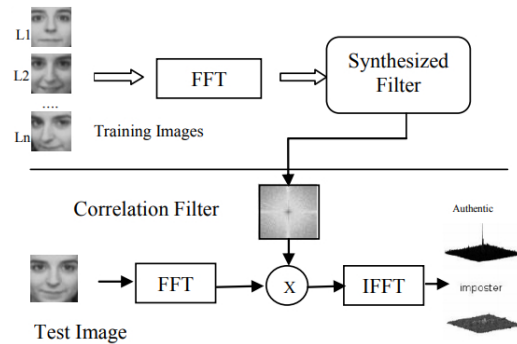 L1
L2
....
Ln
Training Images
FFT
Synthesized
Filter
Correlation Filter
Authentic
FFT
X
IFFT
imposter
Test Image